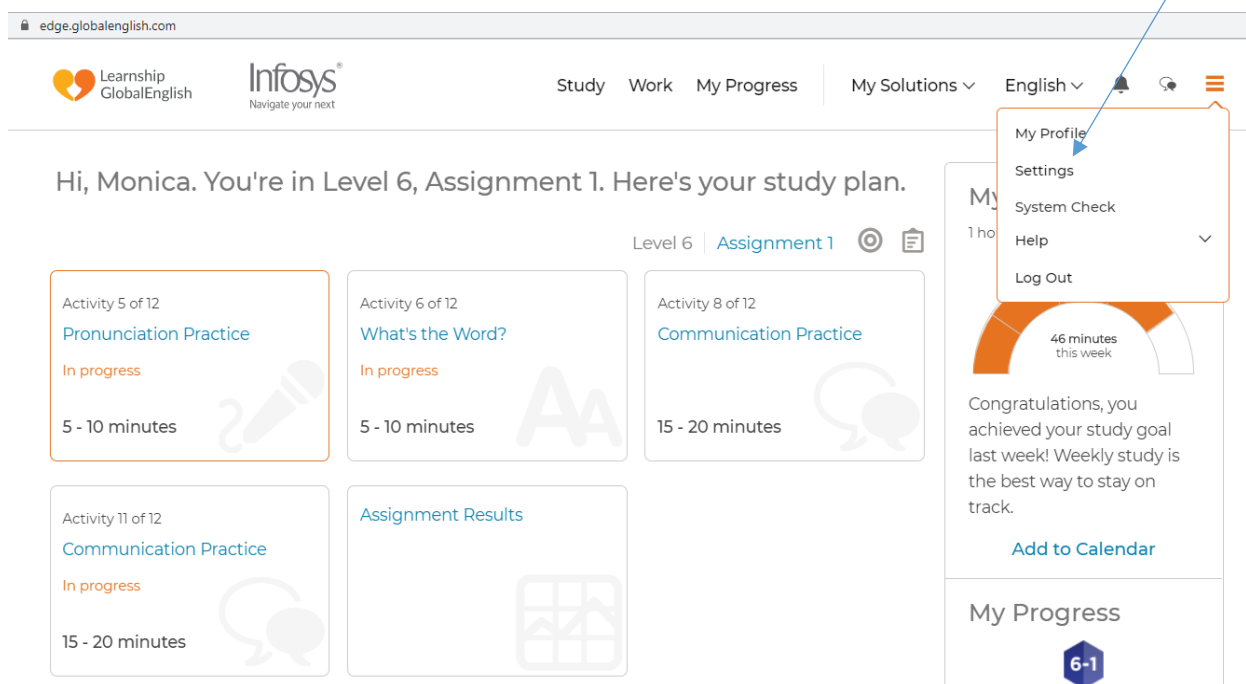 edge.globalenglish.com
Learnship
GlobalEnglish
Infosys®
Navigate your next
Study Work My Progress My Solutions English
My Profile
Settings
System Check
Help
Log Out
Hi, Monica. You're in Level 6, Assignment 1. Here's your study plan.
Level 6 Assignment 1
Activity 5 of 12
Pronunciation Practice
In progress
5 - 10 minutes
Activity 6 of 12
What's the Word?
In progress
5 - 10 minutes
AA
Activity 8 of 12
Communication Practice
15 - 20 minutes
Activity 11 of 12
Communication Practice
In progress
15 - 20 minutes
Assignment Results
My
1 ho
46 minutes
this week
Congratulations, you
achieved your study goal
last week! Weekly study is
the best way to stay on
track.
Add to Calendar
My Progress
6-1